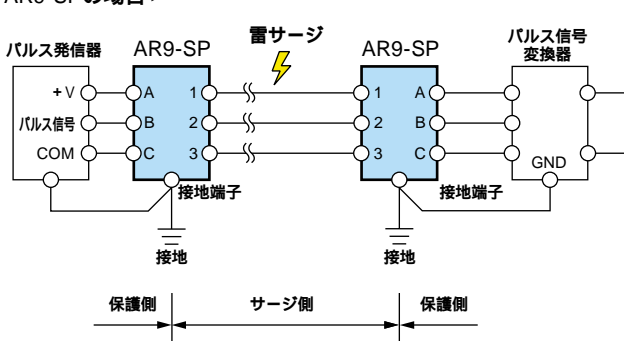 AR9-SPの場合
雷サージ
パルス発信器
AR9-SP
AR9-SP
パルス信号
変換器
+V
A
1
1
A
パルス信号
B
2
2
B
COM
C
3
3
C
GND
接地端子
接地端子
接地
接地
保護側
サージ側
保護側